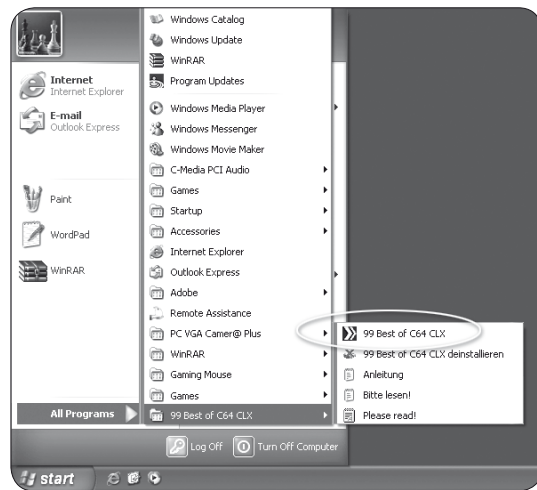 Internet
Internet Explorer
E-mail
Outlook Express
Paint
WordPad
WinRAR
All Programs
Windows Catalog
Windows Update
WinRAR
Program Updates
Windows Media Player
Windows Messenger
Windows Movie Maker
C-Media PCI Audio
Games
Startup
Accessories
Internet Explorer
Outlook Express
Adobe
Remote Assistance
PC VGA Camer@ Plus
WinRAR
Gaming Mouse
Games
99 Best of C64 CLX
99 Best of C64 CLX
99 Best of C64 CLX deinstallieren
Anleitung
Bitte lesen!
Please read!
Log Off
Turn Off Computer
start